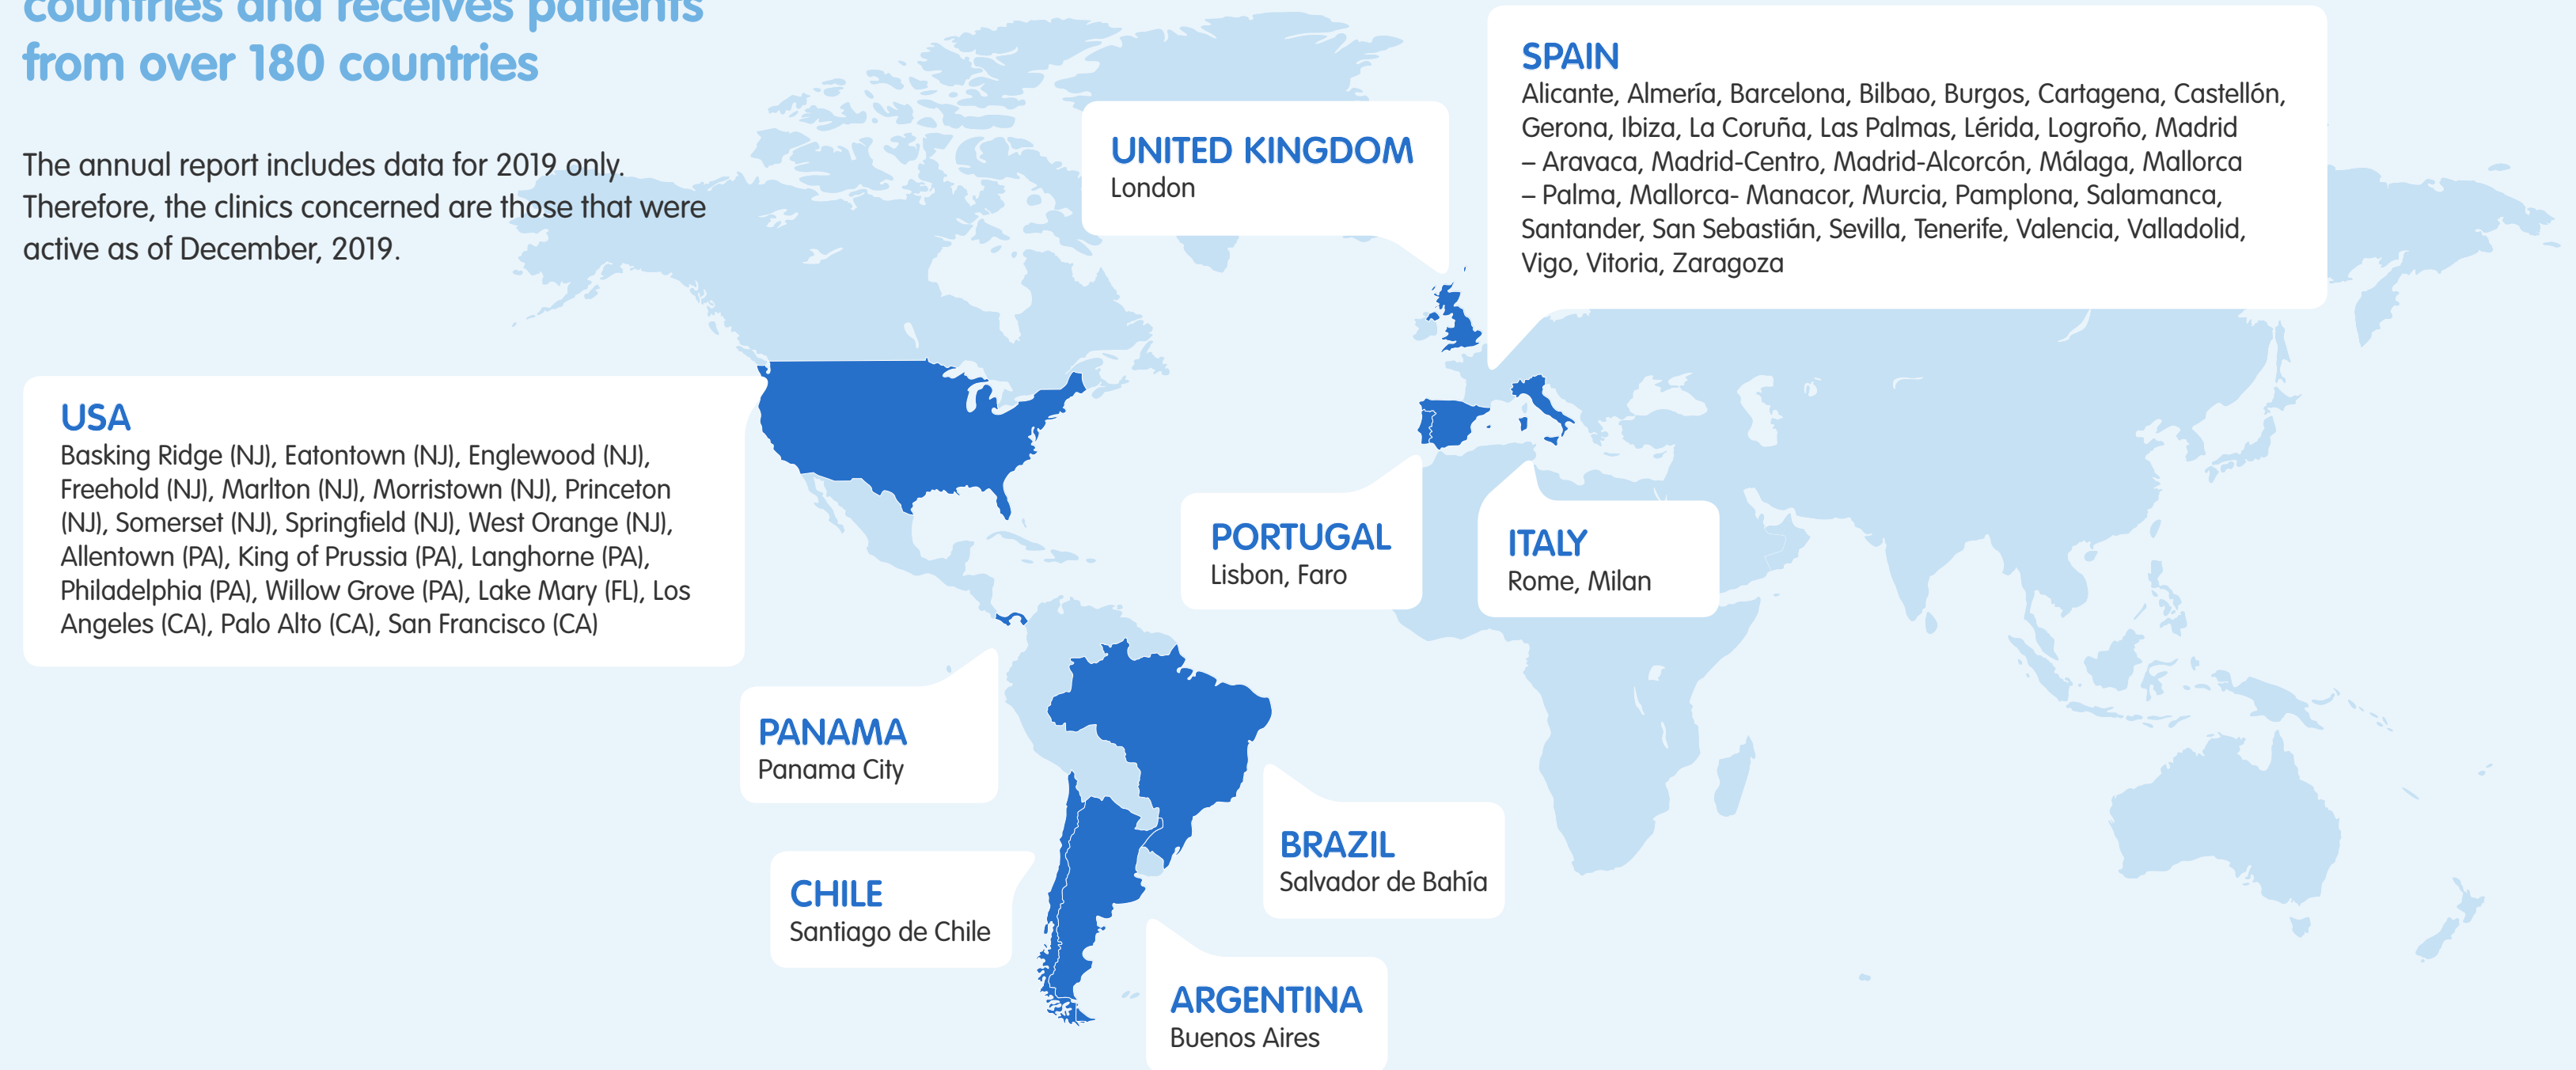 countries and receives patients
from over 180 countries
The annual report includes data for 2019 only.
Therefore, the clinics concerned are those that were
active as of December, 2019.
UNITED KINGDOM
London
SPAIN
Alicante, Almería, Barcelona, Bilbao, Burgos, Cartagena, Castellón,
Gerona, Ibiza, La Coruña, Las Palmas, Lérida, Logroño, Madrid
– Aravaca, Madrid-Centro, Madrid-Alcorcón, Málaga, Mallorca
– Palma, Mallorca- Manacor, Murcia, Pamplona, Salamanca,
Santander, San Sebastián, Sevilla, Tenerife, Valencia, Valladolid,
Vigo, Vitoria, Zaragoza
USA
Basking Ridge (NJ), Eatontown (NJ), Englewood (NJ),
Freehold (NJ), Marlton (NJ), Morristown (NJ), Princeton
(NJ), Somerset (NJ), Springfield (NJ), West Orange (NJ),
Allentown (PA), King of Prussia (PA), Langhorne (PA),
Philadelphia (PA), Willow Grove (PA), Lake Mary (FL), Los
Angeles (CA), Palo Alto (CA), San Francisco (CA)
PORTUGAL
Lisbon, Faro
ITALY
Rome, Milan
PANAMA
Panama City
BRAZIL
Salvador de Bahía
CHILE
Santiago de Chile
ARGENTINA
Buenos Aires